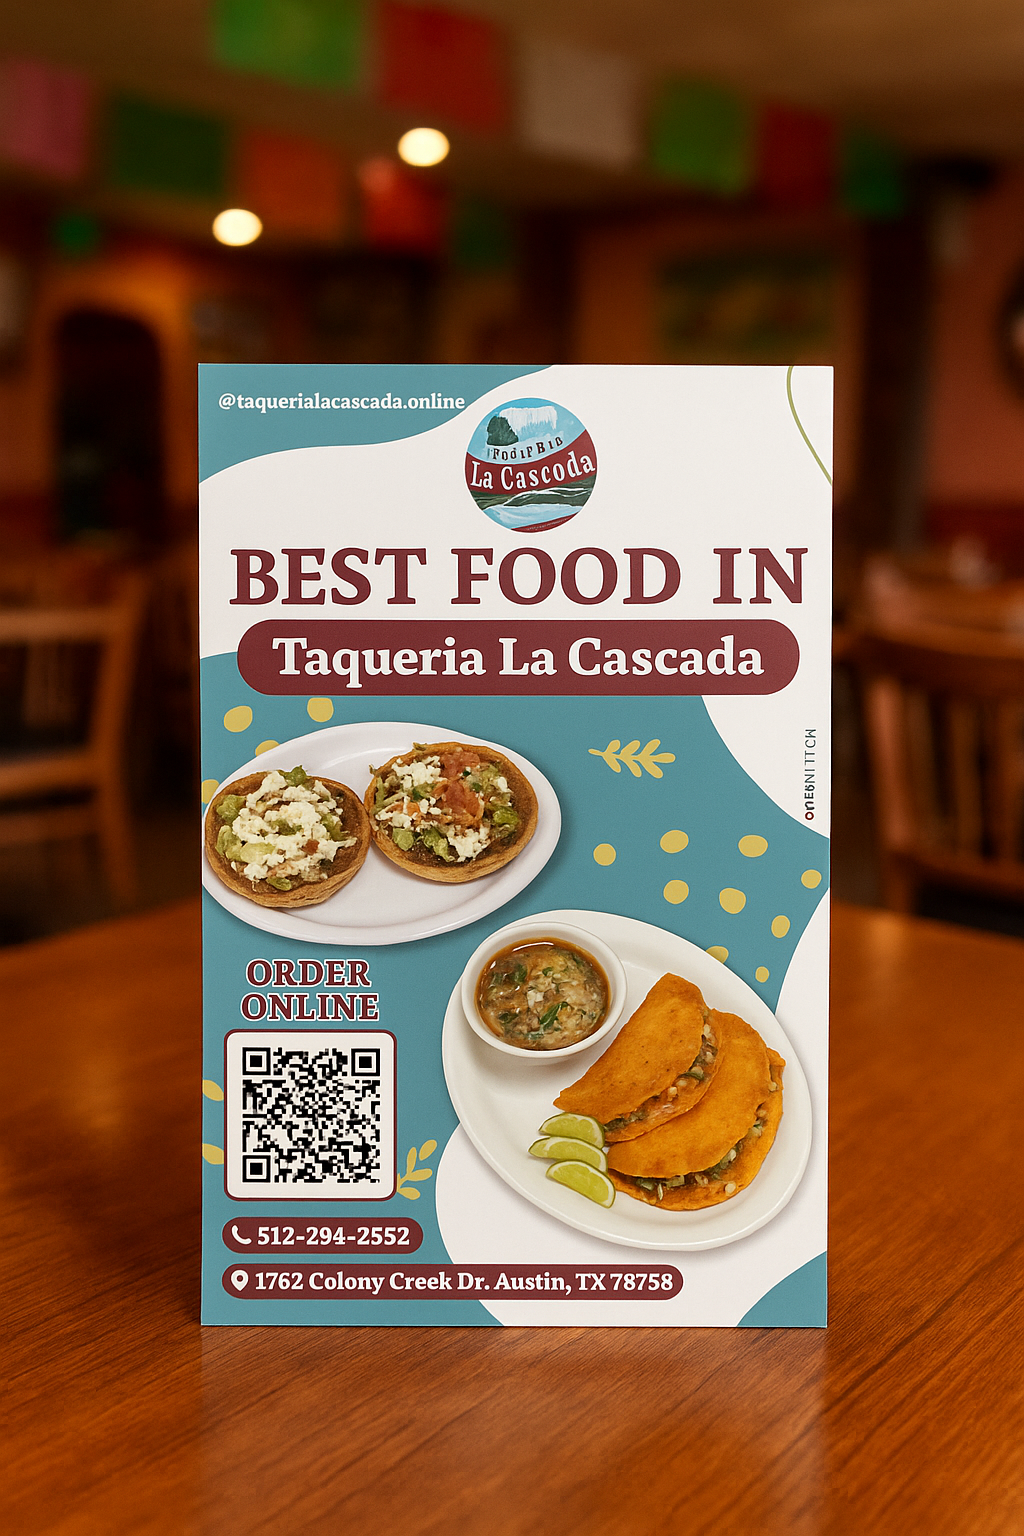 @taquerialacascada.online
La Cascoda
BEST FOOD IN
Taqueria La Cascada
ORDER
ONLINE
512-294-2552
1762 Colony Creek Dr. Austin, TX 78758